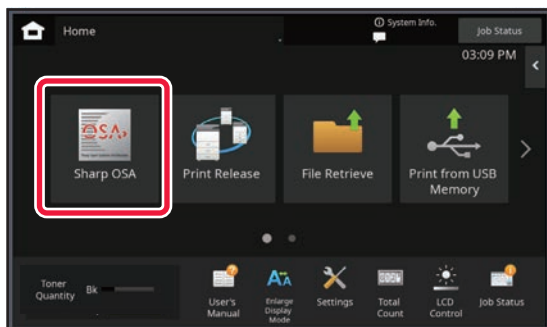 Home
System Info.
Job Status
03:09 PM
OSA
Sharp OSA
Print Release
File Retrieve
Print from USB
Memory
Toner
Quantity
Bk
User's
Manual
Enlarge
Display
Mode
Settings
Total
Count
LCD
Control
Job Status